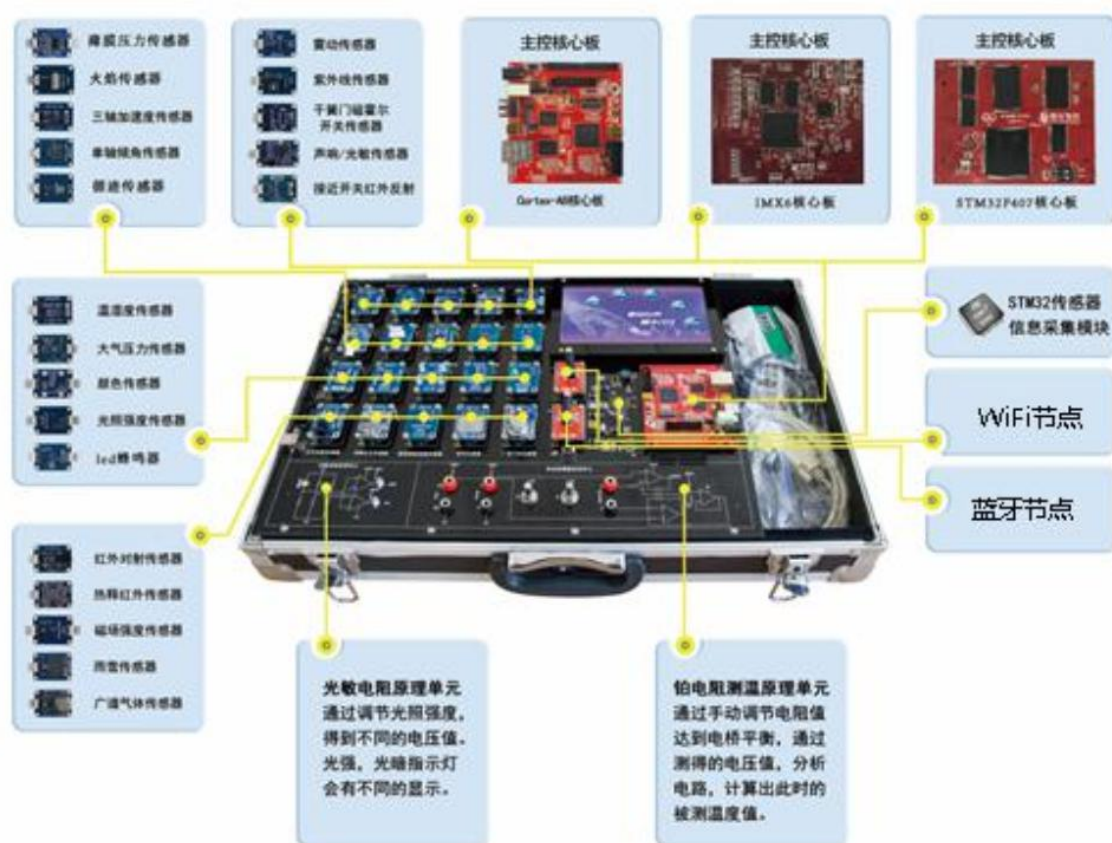 薄膜压力传感器
火焰传感器
三轴加速度传感器
单轴倾角传感器
循迹传感器
震动传感器
紫外线传感器
干簧门磁霍尔
开关传感器
声响/光敏传感器
接近开关红外反射
主控核心板
Cortex-A8核心板
主控核心板
IMX6核心板
主控核心板
STM32F407核心板
温湿度传感器
大气压力传感器
颜色传感器
光照强度传感器
led蜂鸣器
STM32传感器
信息采集模块
WiFi节点
蓝牙节点
红外对射传感器
热释红外传感器
磁场强度传感器
雨雪传感器
广谱气体传感器
光敏电阻原理单元
通过调节光照强度，
得到不同的电压值。
光强，光暗指示灯
会有不同的显示。
铂电阻测温原理单元
通过手动调节电阻值
达到电桥平衡，通过
测得的电压值，分析
电路，计算出此时的
被测温度值。